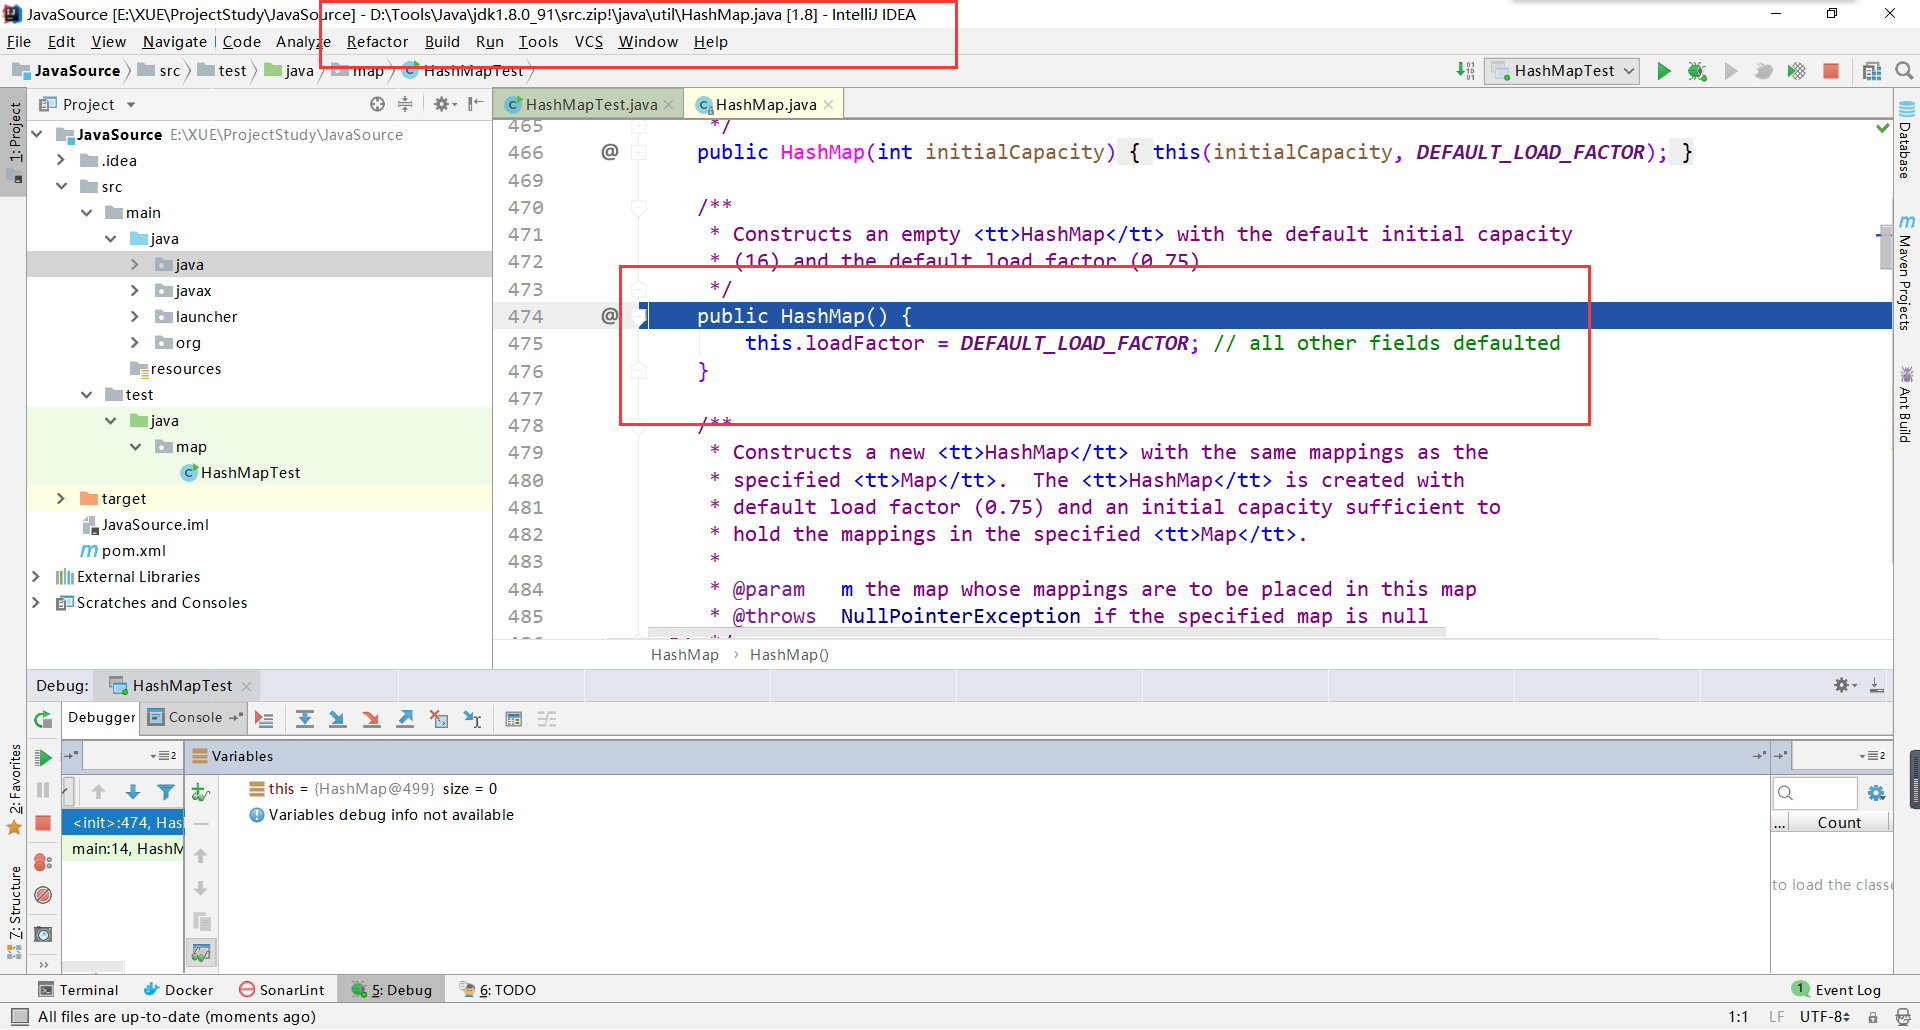 JavaSource [E:\XUE\ProjectStudy\JavaSource] - D:\Tools\Java\jdk1.8.0_91\src.zip!\java\util\HashMap.java [1.8] - IntelliJ IDEA
File Edit View Navigate Code Analyze Refactor Build Run Tools VCS Window Help
JavaSource src test java map HashMapTest
HashMapTest
Project
HashMapTest.java
HashMap.java
1: Project
JavaSource E:\XUE\ProjectStudy\JavaSource
.idea
src
main
java
java
javax
launcher
org
resources
test
java
map
HashMapTest
target
JavaSource.iml
pom.xml
External Libraries
Scratches and Consoles
465 */
466 @ public HashMap(int initialCapacity) { this(initialCapacity, DEFAULT_LOAD_FACTOR); }
469
470 /**
471 * Constructs an empty <tt>HashMap</tt> with the default initial capacity
472 * (16) and the default load factor (0.75)
473 */
474 @ public HashMap() {
475 this.loadFactor = DEFAULT_LOAD_FACTOR; // all other fields defaulted
476 }
477
478 /**
479 * Constructs a new <tt>HashMap</tt> with the same mappings as the
480 * specified <tt>Map</tt>.  The <tt>HashMap</tt> is created with
481 * default load factor (0.75) and an initial capacity sufficient to
482 * hold the mappings in the specified <tt>Map</tt>.
483 *
484 * @param   m the map whose mappings are to be placed in this map
485 * @throws  NullPointerException if the specified map is null
HashMap › HashMap()
Database
Maven Projects
Ant Build
Debug: HashMapTest
Debugger Console
2: Favorites
7: Structure
Variables
<init>:474, Has
main:14, HashM
this = {HashMap@499} size = 0
Variables debug info not available
... Count
to load the classe
Terminal Docker SonarLint 5: Debug 6: TODO
1 Event Log
All files are up-to-date (moments ago)
1:1 LF UTF-8